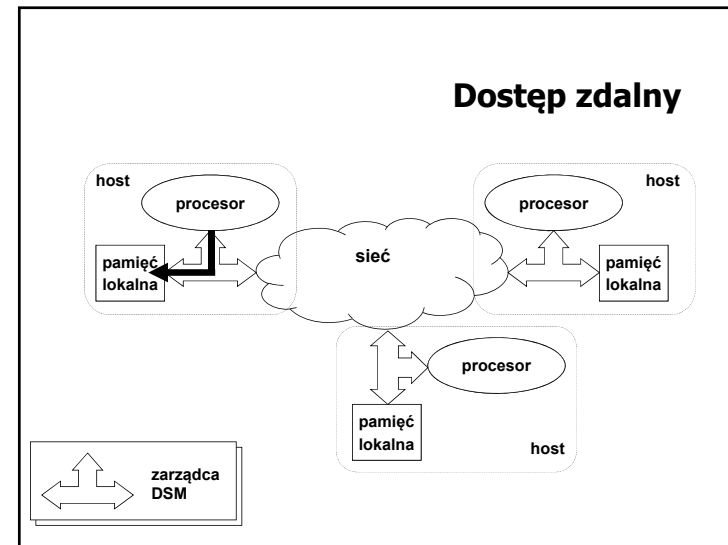 Dostęp zdalny
host
procesor
pamięć
lokalna
sieć
host
procesor
pamięć
lokalna
procesor
pamięć
lokalna
host
zarządca
DSM